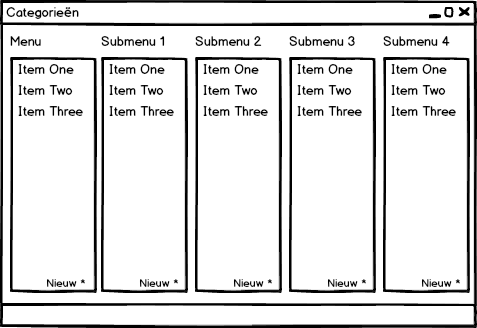 Categorieën
Menu
Item One
Item Two
Item Three
Nieuw *
Submenu 1
Item One
Item Two
Item Three
Nieuw *
Submenu 2
Item One
Item Two
Item Three
Nieuw *
Submenu 3
Item One
Item Two
Item Three
Nieuw *
Submenu 4
Item One
Item Two
Item Three
Nieuw *